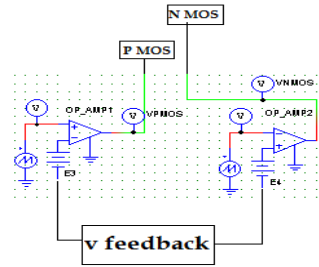 N MOS
P MOS
V
VNMOS
V
OP_AMP1
V
VPMOS
V
OP_AMP2
E3
E4
v feedback